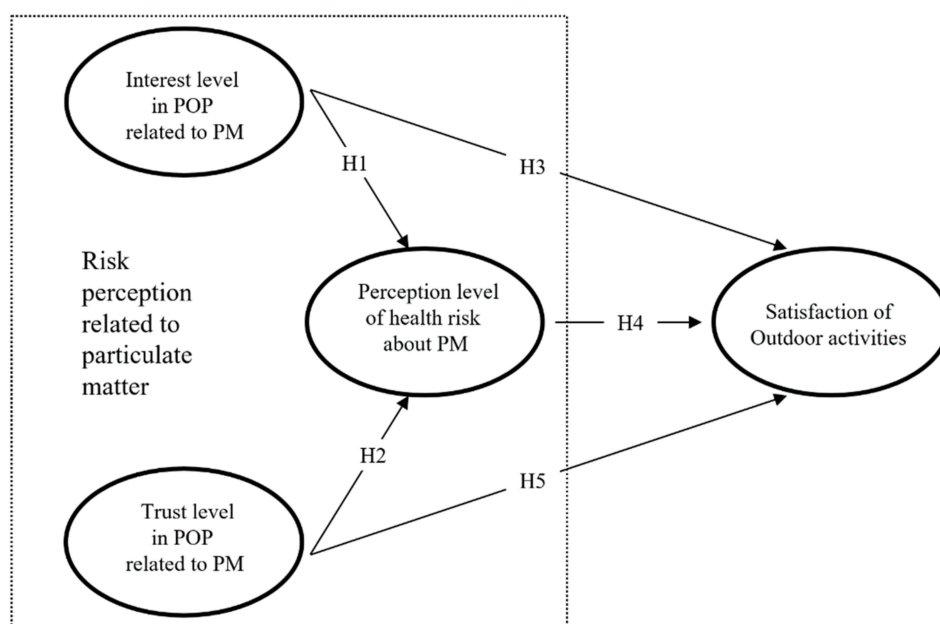 Interest level
in POP
related to PM
H1
H3
Risk
perception
related to
particulate
matter
Perception level
of health risk
about PM
H4
Satisfaction of
Outdoor activities
H2
H5
Trust level
in POP
related to PM